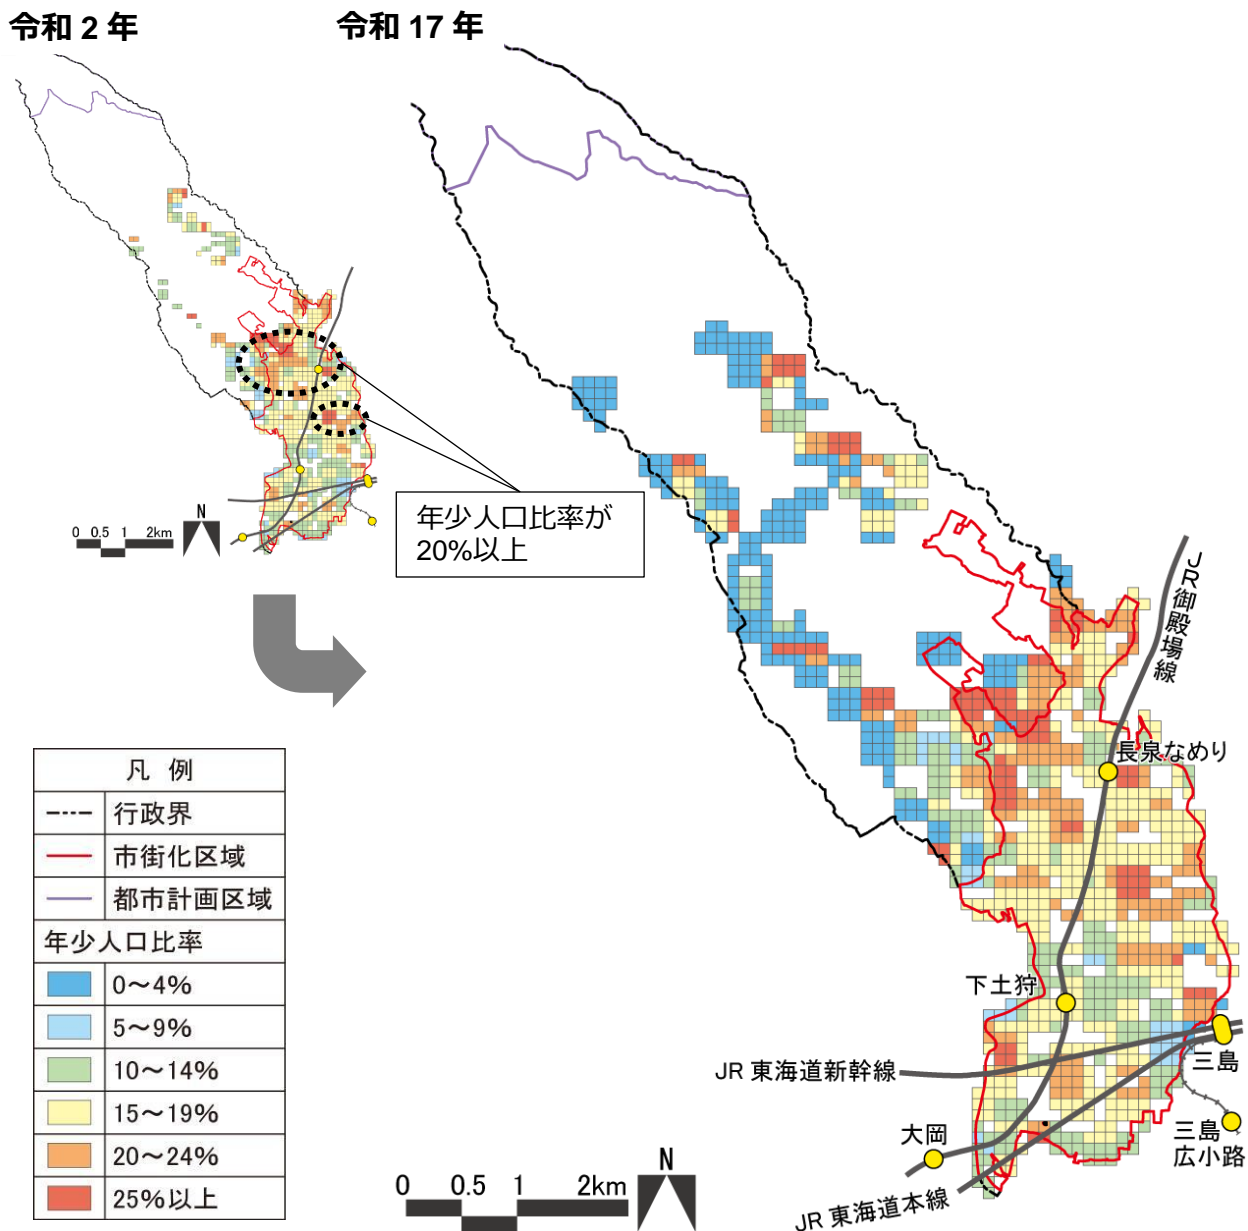 令和 2 年
令和 17 年
年少人口比率が
20%以上
N
0 0.5 1 2km
凡 例
行政界
市街化区域
都市計画区域
年少人口比率
0～4%
5～9%
10～14%
15～19%
20～24%
25%以上
JR御殿場線
長泉なめり
下土狩
JR 東海道新幹線
三島
大岡
三島
広小路
JR 東海道本線
N
0 0.5 1 2km